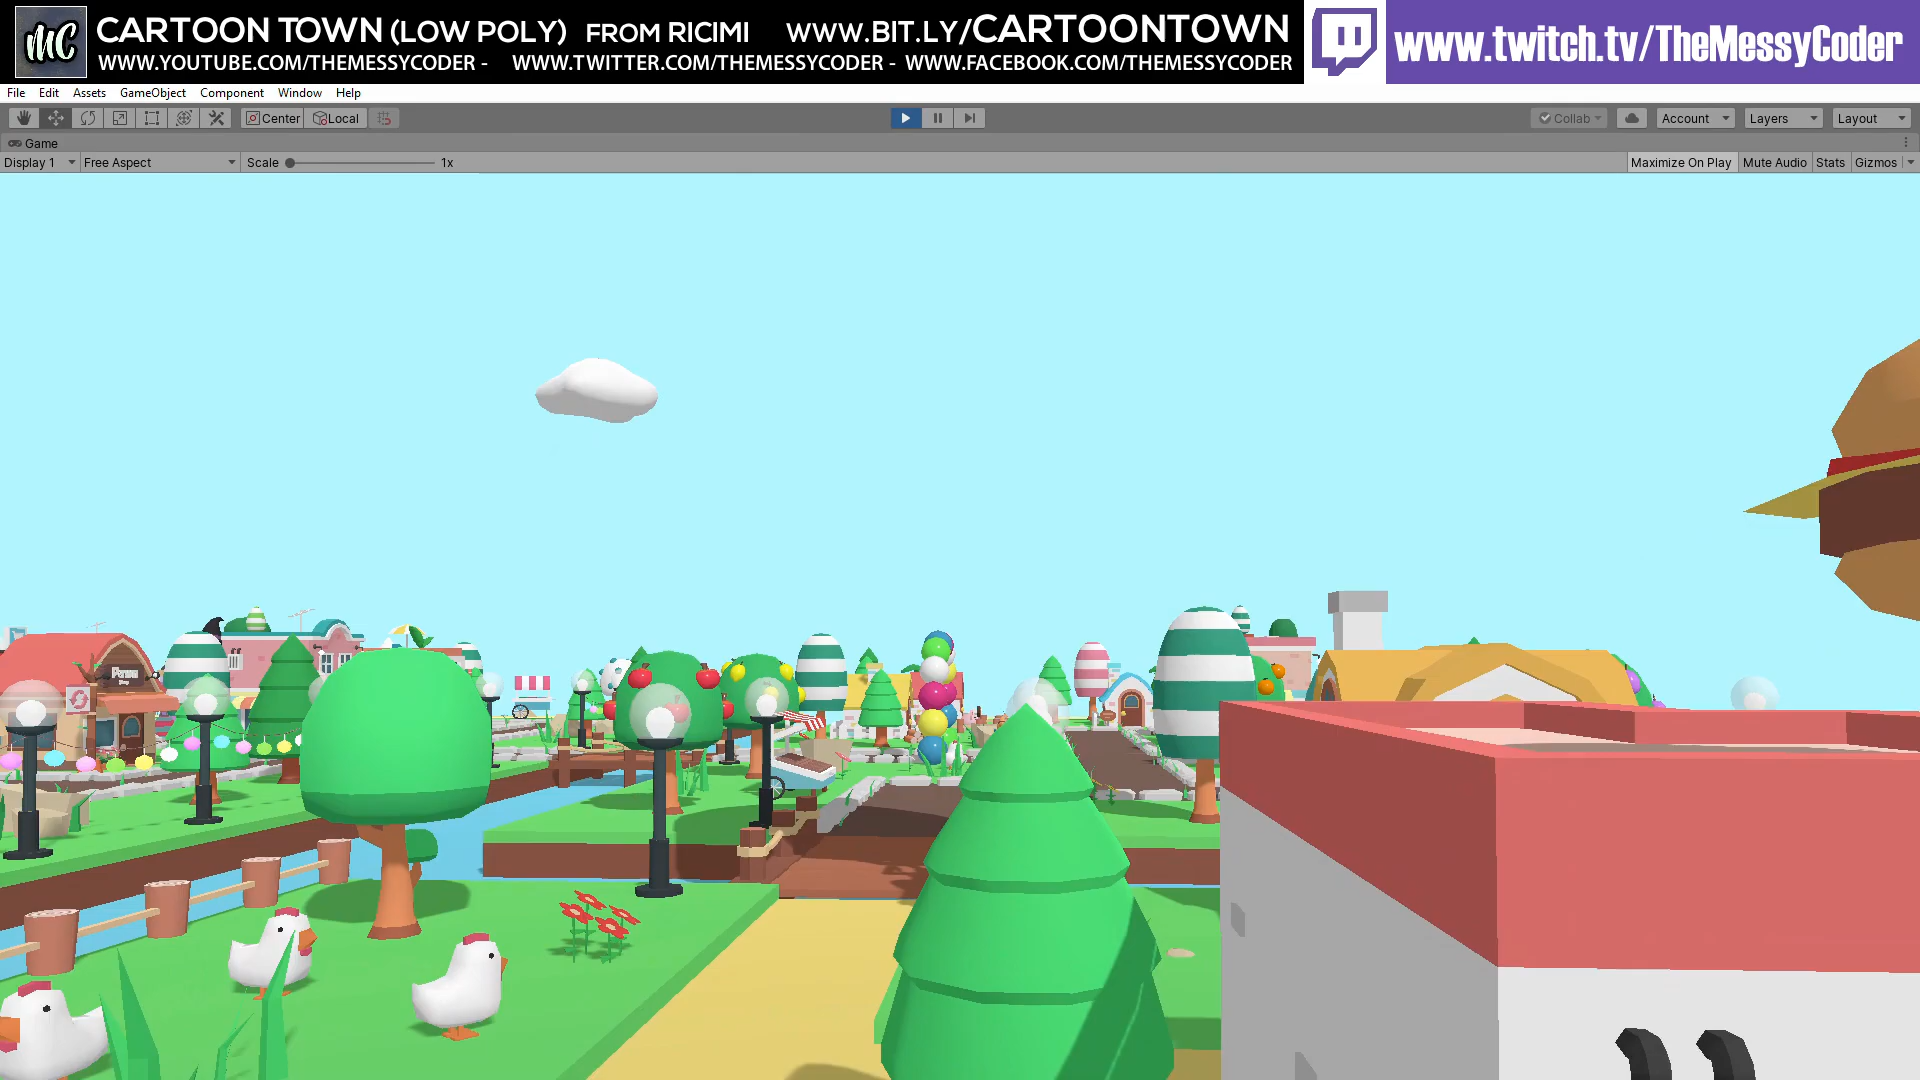 MC CARTOON TOWN (LOW POLY) FROM RICIMI WWW.BIT.LY/CARTOONTOWN
WWW.YOUTUBE.COM/THEMESSYCODER - WWW.TWITTER.COM/THEMESSYCODER - WWW.FACEBOOK.COM/THEMESSYCODER
www.twitch.tv/TheMessyCoder
File Edit Assets GameObject Component Window Help
Center Local Collab Account Layers Layout
Game
Display 1 Free Aspect Scale 1x Maximize On Play Mute Audio Stats Gizmos